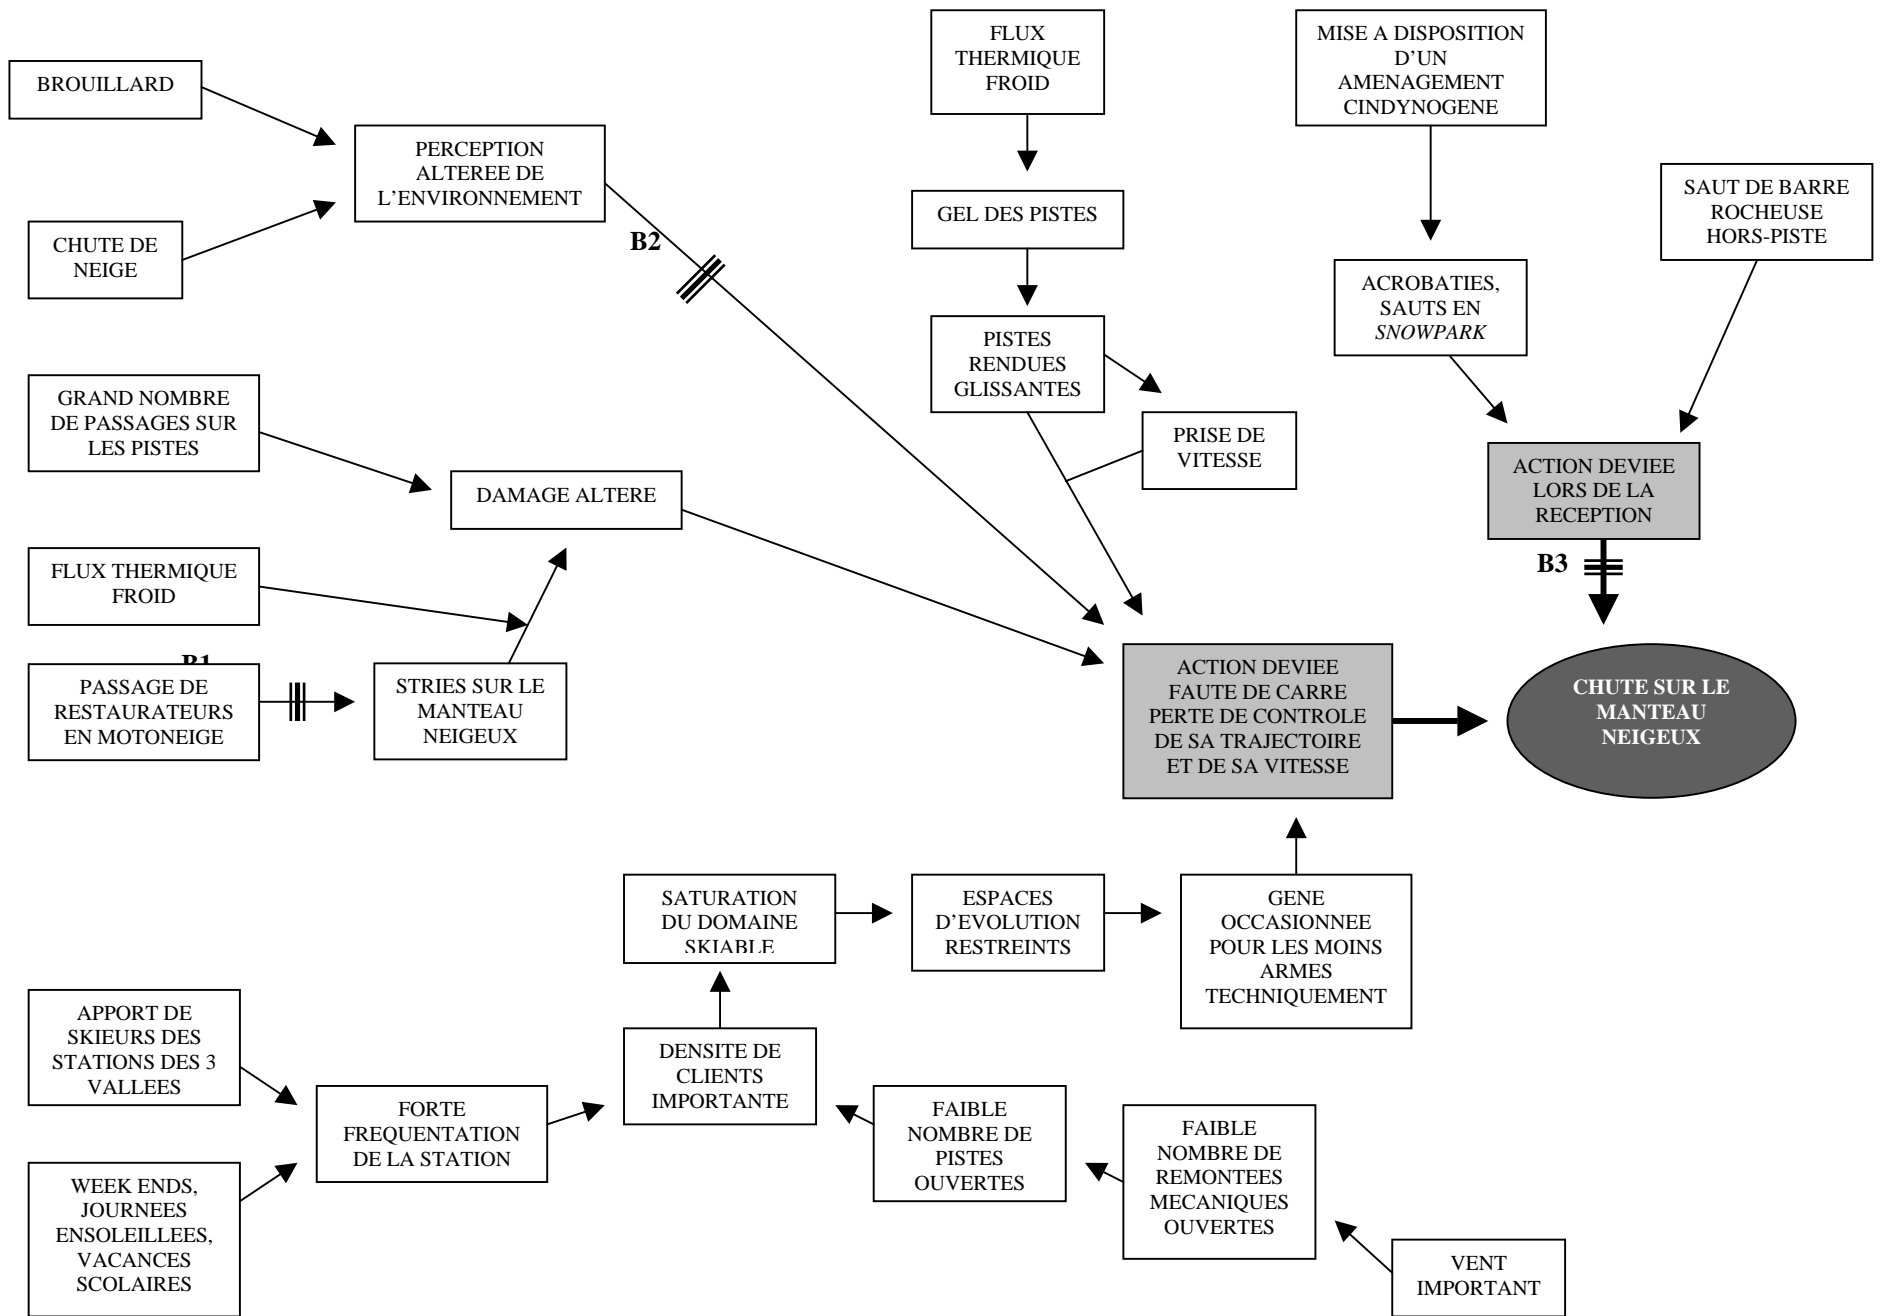 FLUX
THERMIQUE
FROID
MISE A DISPOSITION
D'UN
AMENAGEMENT
CINDYNOGENE
BROUILLARD
PERCEPTION
ALTEREE DE
L'ENVIRONNEMENT
SAUT DE BARRE
ROCHEUSE
HORS-PISTE
GEL DES PISTES
CHUTE DE
NEIGE
B2
ACROBATIES,
SAUTS EN
SNOWPARK
PISTES
RENDUES
GLISSANTES
GRAND NOMBRE
DE PASSAGES SUR
LES PISTES
PRISE DE
VITESSE
DAMAGE ALTERE
ACTION DEVIEE
LORS DE LA
RECEPTION
B3
FLUX THERMIQUE
FROID
B1
PASSAGE DE
RESTAURATEURS
EN MOTONEIGE
STRIES SUR LE
MANTEAU
NEIGEUX
ACTION DEVIEE
FAUTE DE CARRE
PERTE DE CONTROLE
DE SA TRAJECTOIRE
ET DE SA VITESSE
CHUTE SUR LE
MANTEAU
NEIGEUX
SATURATION
DU DOMAINE
SKIABLE
ESPACES
D'EVOLUTION
RESTREINTS
GENE
OCCASIONNEE
POUR LES MOINS
ARMES
TECHNIQUEMENT
APPORT DE
SKIEURS DES
STATIONS DES 3
VALLEES
DENSITE DE
CLIENTS
IMPORTANTE
FORTE
FREQUENTATION
DE LA STATION
FAIBLE
NOMBRE DE
PISTES
OUVERTES
FAIBLE
NOMBRE DE
REMONTEES
MECANIQUES
OUVERTES
WEEK ENDS,
JOURNEES
ENSOLEILLEES,
VACANCES
SCOLAIRES
VENT
IMPORTANT